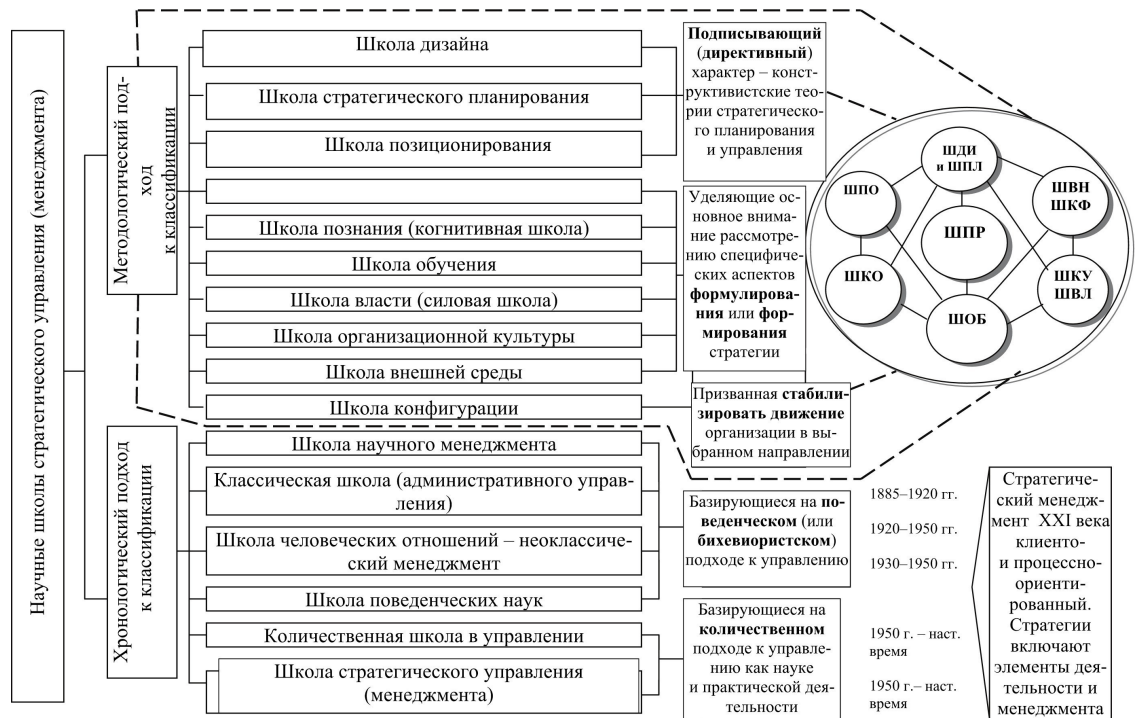 Научные школы стратегического управления (менеджмента)
Методологический под-
ход
к классификации
Школа дизайна
Школа стратегического планирования
Школа позиционирования
Школа познания (когнитивная школа)
Школа обучения
Школа власти (силовая школа)
Школа организационной культуры
Школа внешней среды
Школа конфигурации
Подписывающий
(директивный)
характер – конст-
руктивистские тео-
рии стратегическо-
го планирования
и управления
Уделяющие ос-
новное внима-
ние рассмотре-
нию специфиче-
ских аспектов
формулирова-
ния или фор-
мирования
стратегии
Призванная стабили-
зировать движение
организации в вы-
бранном направлении
ШДИ
и ШПЛ
ШПО
ШВН
ШКФ
ШПР
ШКО
ШКУ
ШВЛ
ШОБ
Хронологический подход
к классификации
Школа научного менеджмента
Классическая школа (административного управ-
ления)
Школа человеческих отношений – неоклассиче-
ский менеджмент
Школа поведенческих наук
Количественная школа в управлении
Школа стратегического управления
(менеджмента)
Базирующиеся на по-
веденческом (или
бихевиористском)
подходе к управлению
Базирующиеся на
количественном
подходе к управле-
нию как науке
и практической дея-
тельности
1885–1920 гг.
1920–1950 гг.
1930–1950 гг.
1950 г. – наст.
время
1950 г.– наст.
время
Стратегиче-
ский менедж-
мент XXI века
клиенто-
и процессно-
ориенти-
рованный.
Стратегии
включают
элементы дея-
тельности и
менеджмента